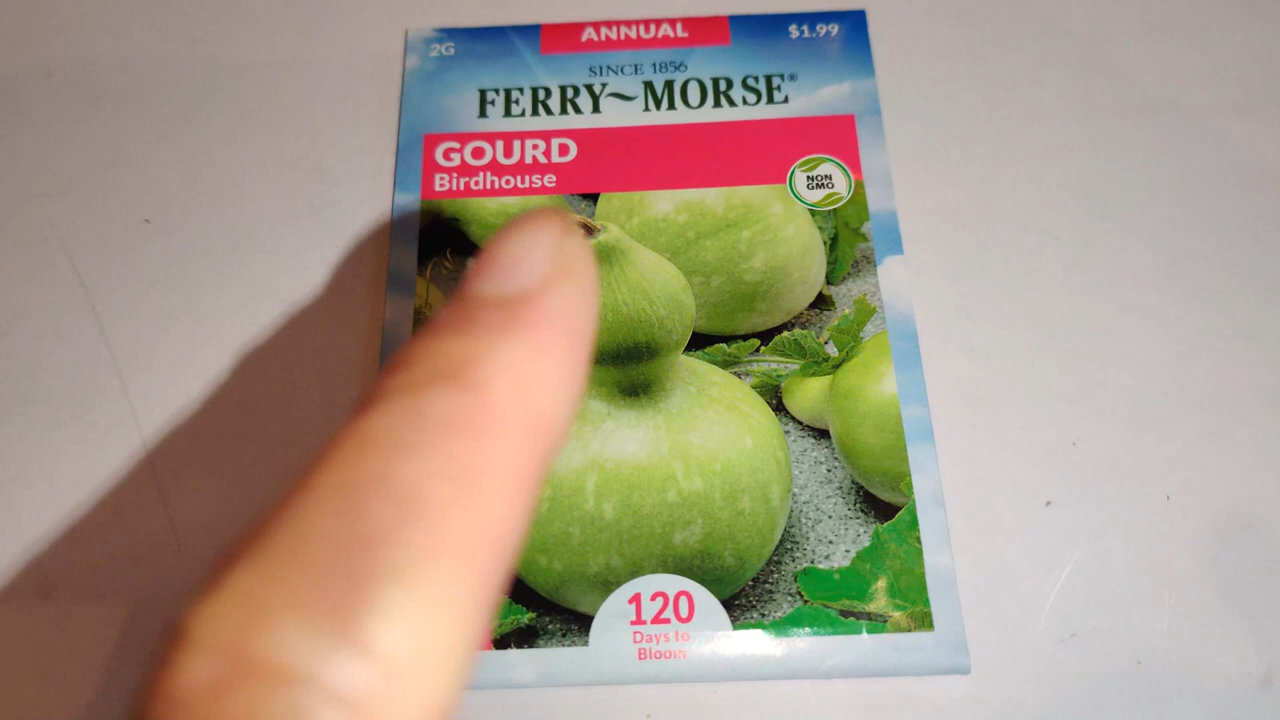 ANNUAL
2G
$1.99
SINCE 1856
FERRY~MORSE®
GOURD
Birdhouse
NON
GMO
120
Days to
Bloom